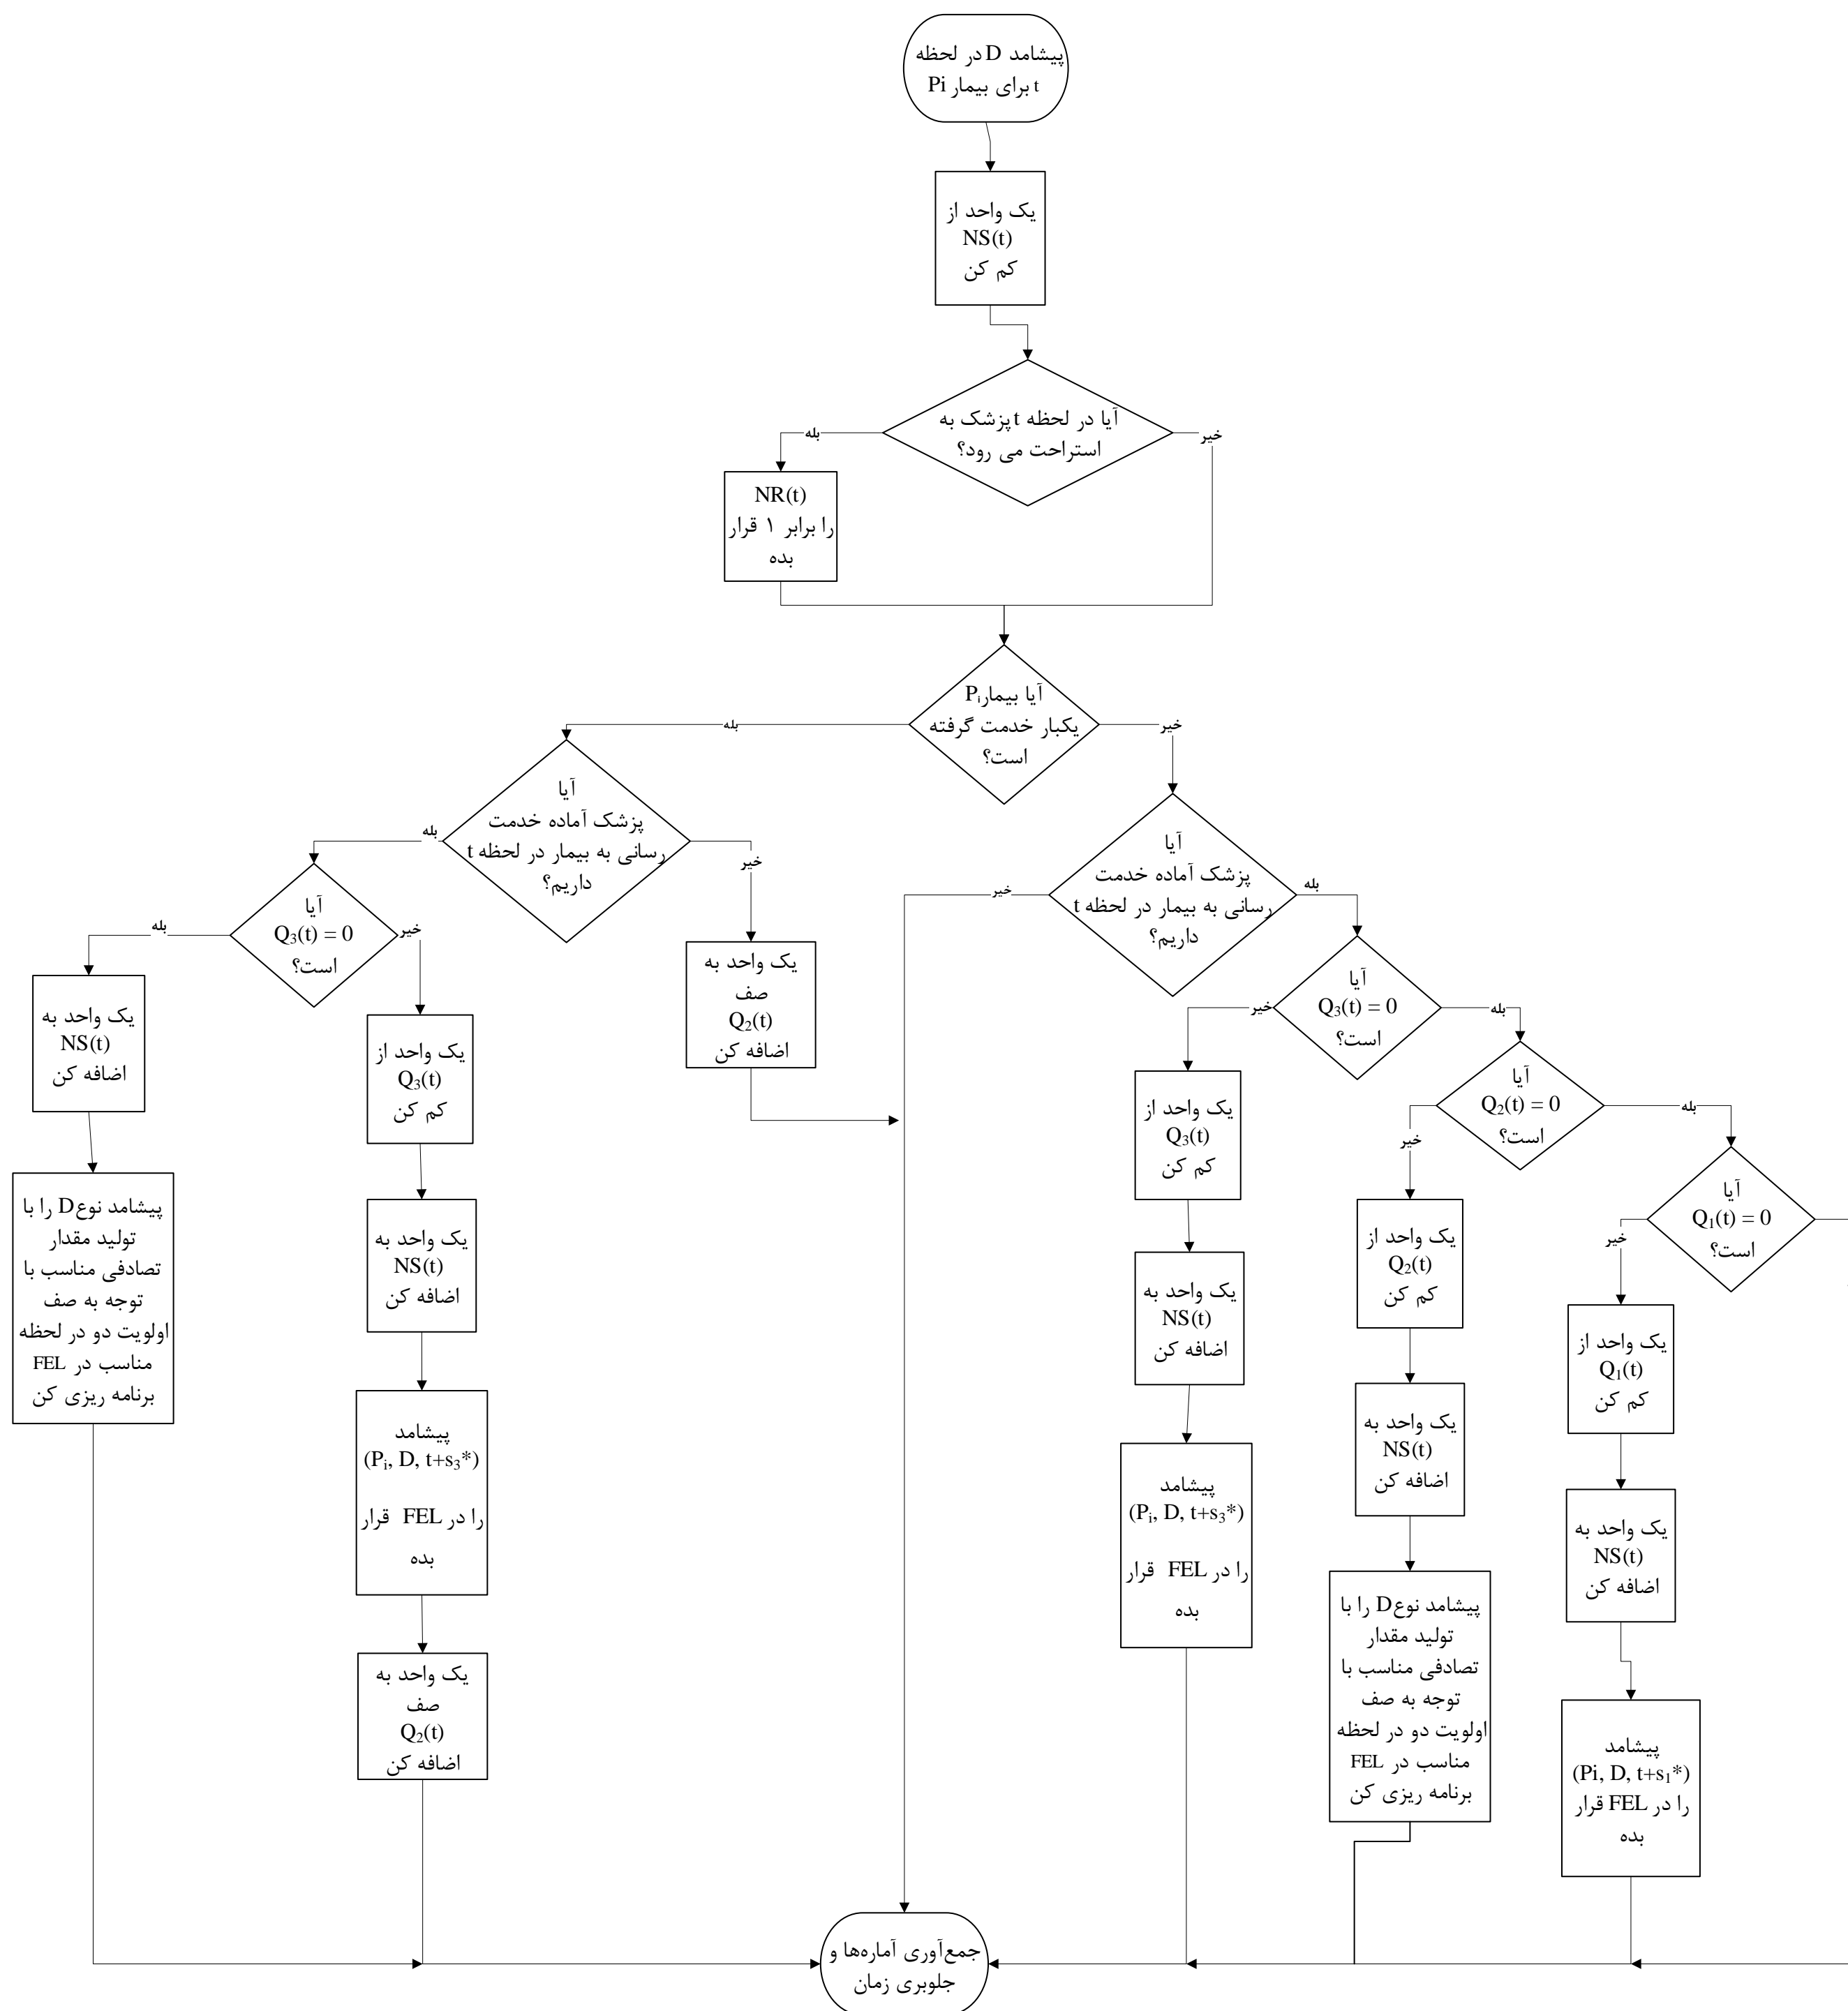 پیشامد D در لحظه
t برای بیمار Pi
یک واحد از
NS(t)
کم کن
آیا در لحظه t پزشک به
استراحت می رود؟
بله
خیر
NR(t)
را برابر ۱ قرار
بده
آیا بیمار Pi
یکبار خدمت گرفته
است؟
بله
خیر
آیا
پزشک آماده خدمت
رسانی به بیمار در لحظه t
داریم؟
بله
خیر
آیا
پزشک آماده خدمت
رسانی به بیمار در لحظه t
داریم؟
خیر
بله
آیا
Q3(t) = 0
است؟
بله
خیر
یک واحد به
صف
Q2(t)
اضافه کن
آیا
Q3(t) = 0
است؟
خیر
بله
یک واحد به
NS(t)
اضافه کن
یک واحد از
Q3(t)
کم کن
یک واحد از
Q3(t)
کم کن
آیا
Q2(t) = 0
است؟
خیر
بله
پیشامد نوع D را با
تولید مقدار
تصادفی مناسب با
توجه به صف
اولویت دو در لحظه
مناسب در FEL
برنامه ریزی کن
یک واحد به
NS(t)
اضافه کن
یک واحد به
NS(t)
اضافه کن
یک واحد از
Q2(t)
کم کن
آیا
Q1(t) = 0
است؟
خیر
پیشامد
(Pi, D, t+s3*)
را در FEL قرار
بده
پیشامد
(Pi, D, t+s3*)
را در FEL قرار
بده
یک واحد به
NS(t)
اضافه کن
یک واحد از
Q1(t)
کم کن
یک واحد به
صف
Q2(t)
اضافه کن
پیشامد نوع D را با
تولید مقدار
تصادفی مناسب با
توجه به صف
اولویت دو در لحظه
مناسب در FEL
برنامه ریزی کن
یک واحد به
NS(t)
اضافه کن
پیشامد
(Pi, D, t+s1*)
را در FEL قرار
بده
جمع‌آوری آماره‌ها و
جلوبری زمان